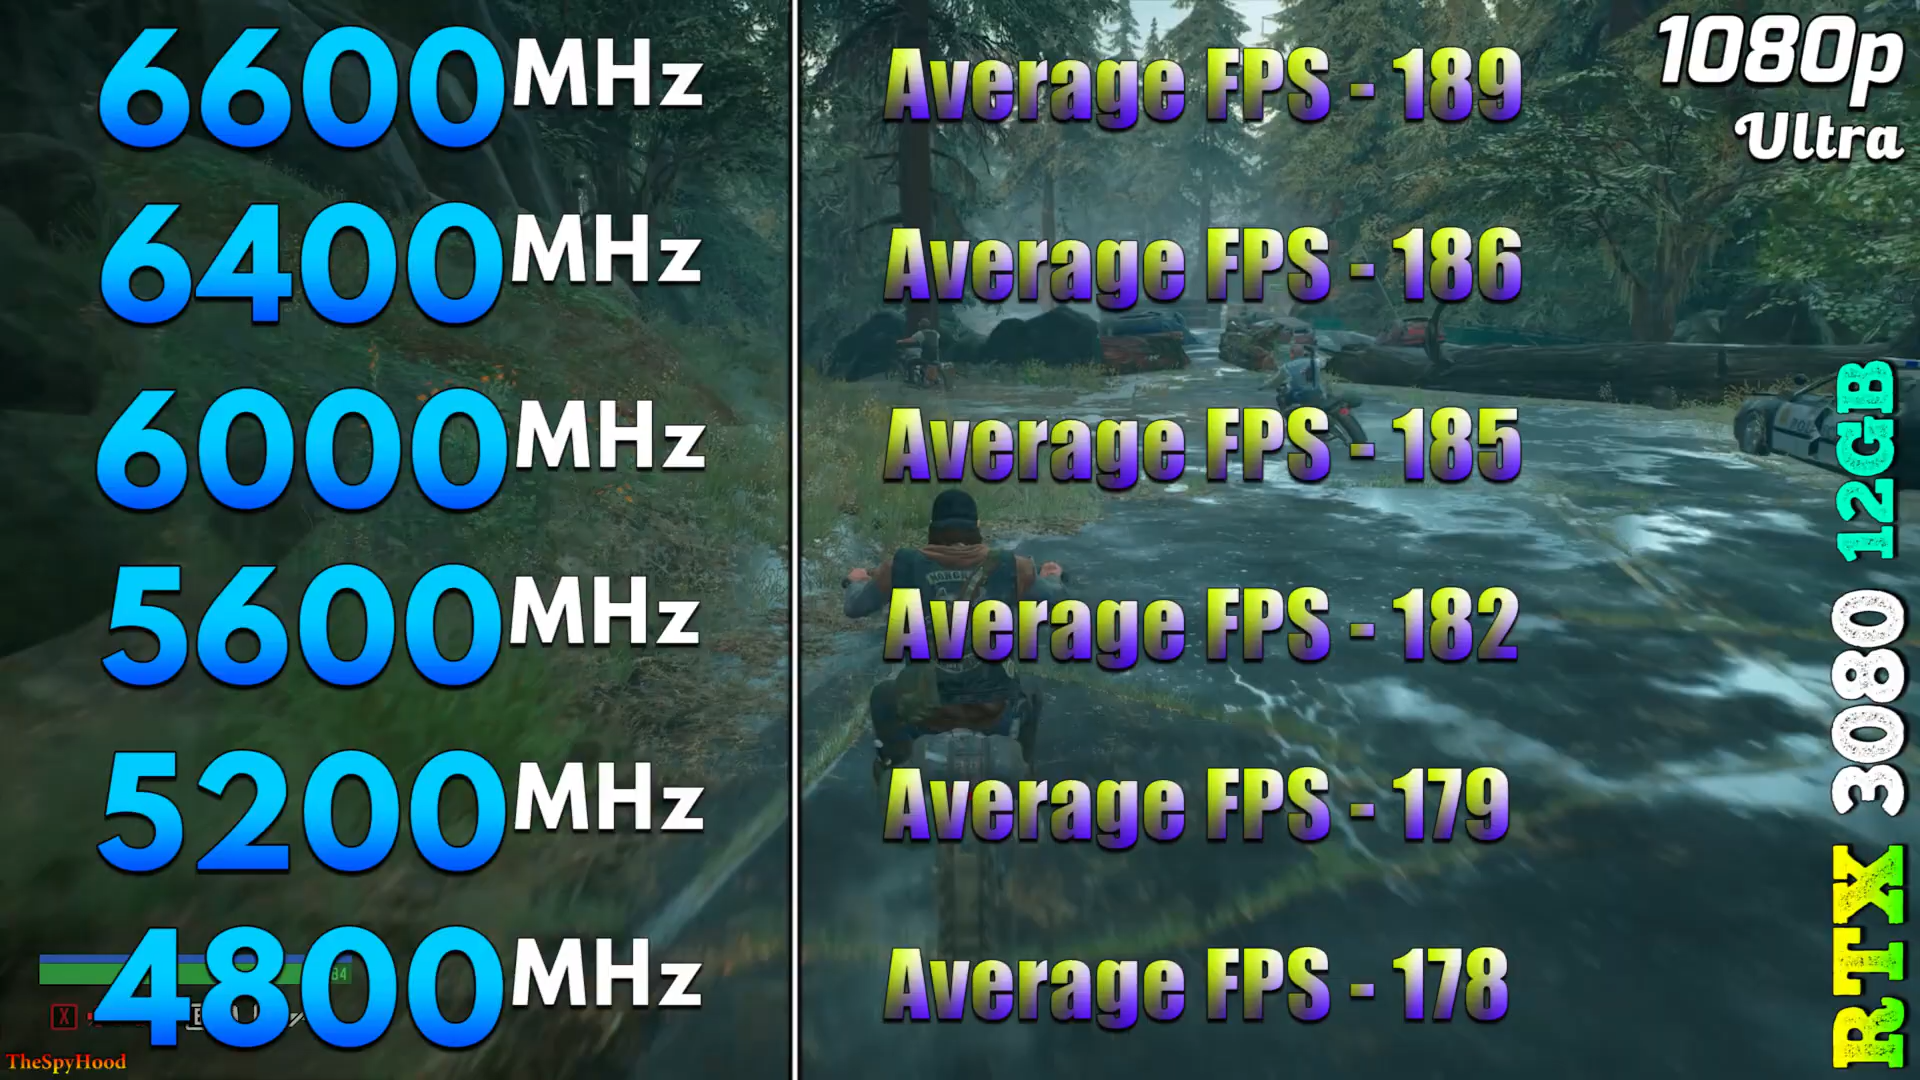 6600MHz Average FPS - 189
6400MHz Average FPS - 186
6000MHz Average FPS - 185
5600MHz Average FPS - 182
5200MHz Average FPS - 179
4800MHz Average FPS - 178
1080p
Ultra
RTX 3080 12GB
MONGR
X
TheSpyHood